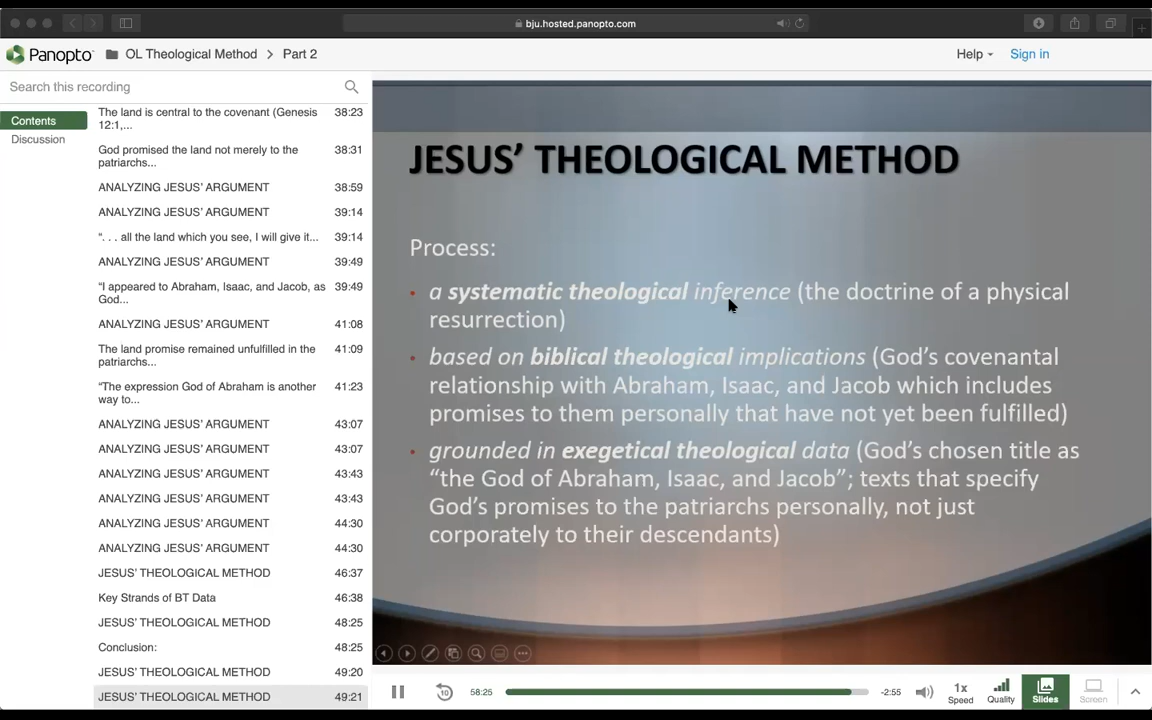 bju.hosted.panopto.com
Panopto
OL Theological Method > Part 2
Help
Sign in
Search this recording
Contents
Discussion
The land is central to the covenant (Genesis 38:23
12:1,...
God promised the land not merely to the 38:31
patriarchs...
ANALYZING JESUS' ARGUMENT 38:59
ANALYZING JESUS' ARGUMENT 39:14
“. . . all the land which you see, I will give it... 39:14
ANALYZING JESUS' ARGUMENT 39:49
“I appeared to Abraham, Isaac, and Jacob, as 39:49
God...
ANALYZING JESUS' ARGUMENT 41:08
The land promise remained unfulfilled in the 41:09
patriarchs...
“The expression God of Abraham is another 41:23
way to...
ANALYZING JESUS' ARGUMENT 43:07
ANALYZING JESUS' ARGUMENT 43:07
ANALYZING JESUS' ARGUMENT 43:43
ANALYZING JESUS' ARGUMENT 43:43
ANALYZING JESUS' ARGUMENT 44:30
ANALYZING JESUS' ARGUMENT 44:30
JESUS' THEOLOGICAL METHOD 46:37
Key Strands of BT Data 46:38
JESUS' THEOLOGICAL METHOD 48:25
Conclusion: 48:25
JESUS' THEOLOGICAL METHOD 49:20
JESUS' THEOLOGICAL METHOD 49:21
JESUS’ THEOLOGICAL METHOD
Process:
• a systematic theological inference (the doctrine of a physical
resurrection)
• based on biblical theological implications (God’s covenantal
relationship with Abraham, Isaac, and Jacob which includes
promises to them personally that have not yet been fulfilled)
• grounded in exegetical theological data (God’s chosen title as
“the God of Abraham, Isaac, and Jacob”; texts that specify
God’s promises to the patriarchs personally, not just
corporately to their descendants)
10
58:25
-2:55
1x
Speed
Quality
Slides
Screen